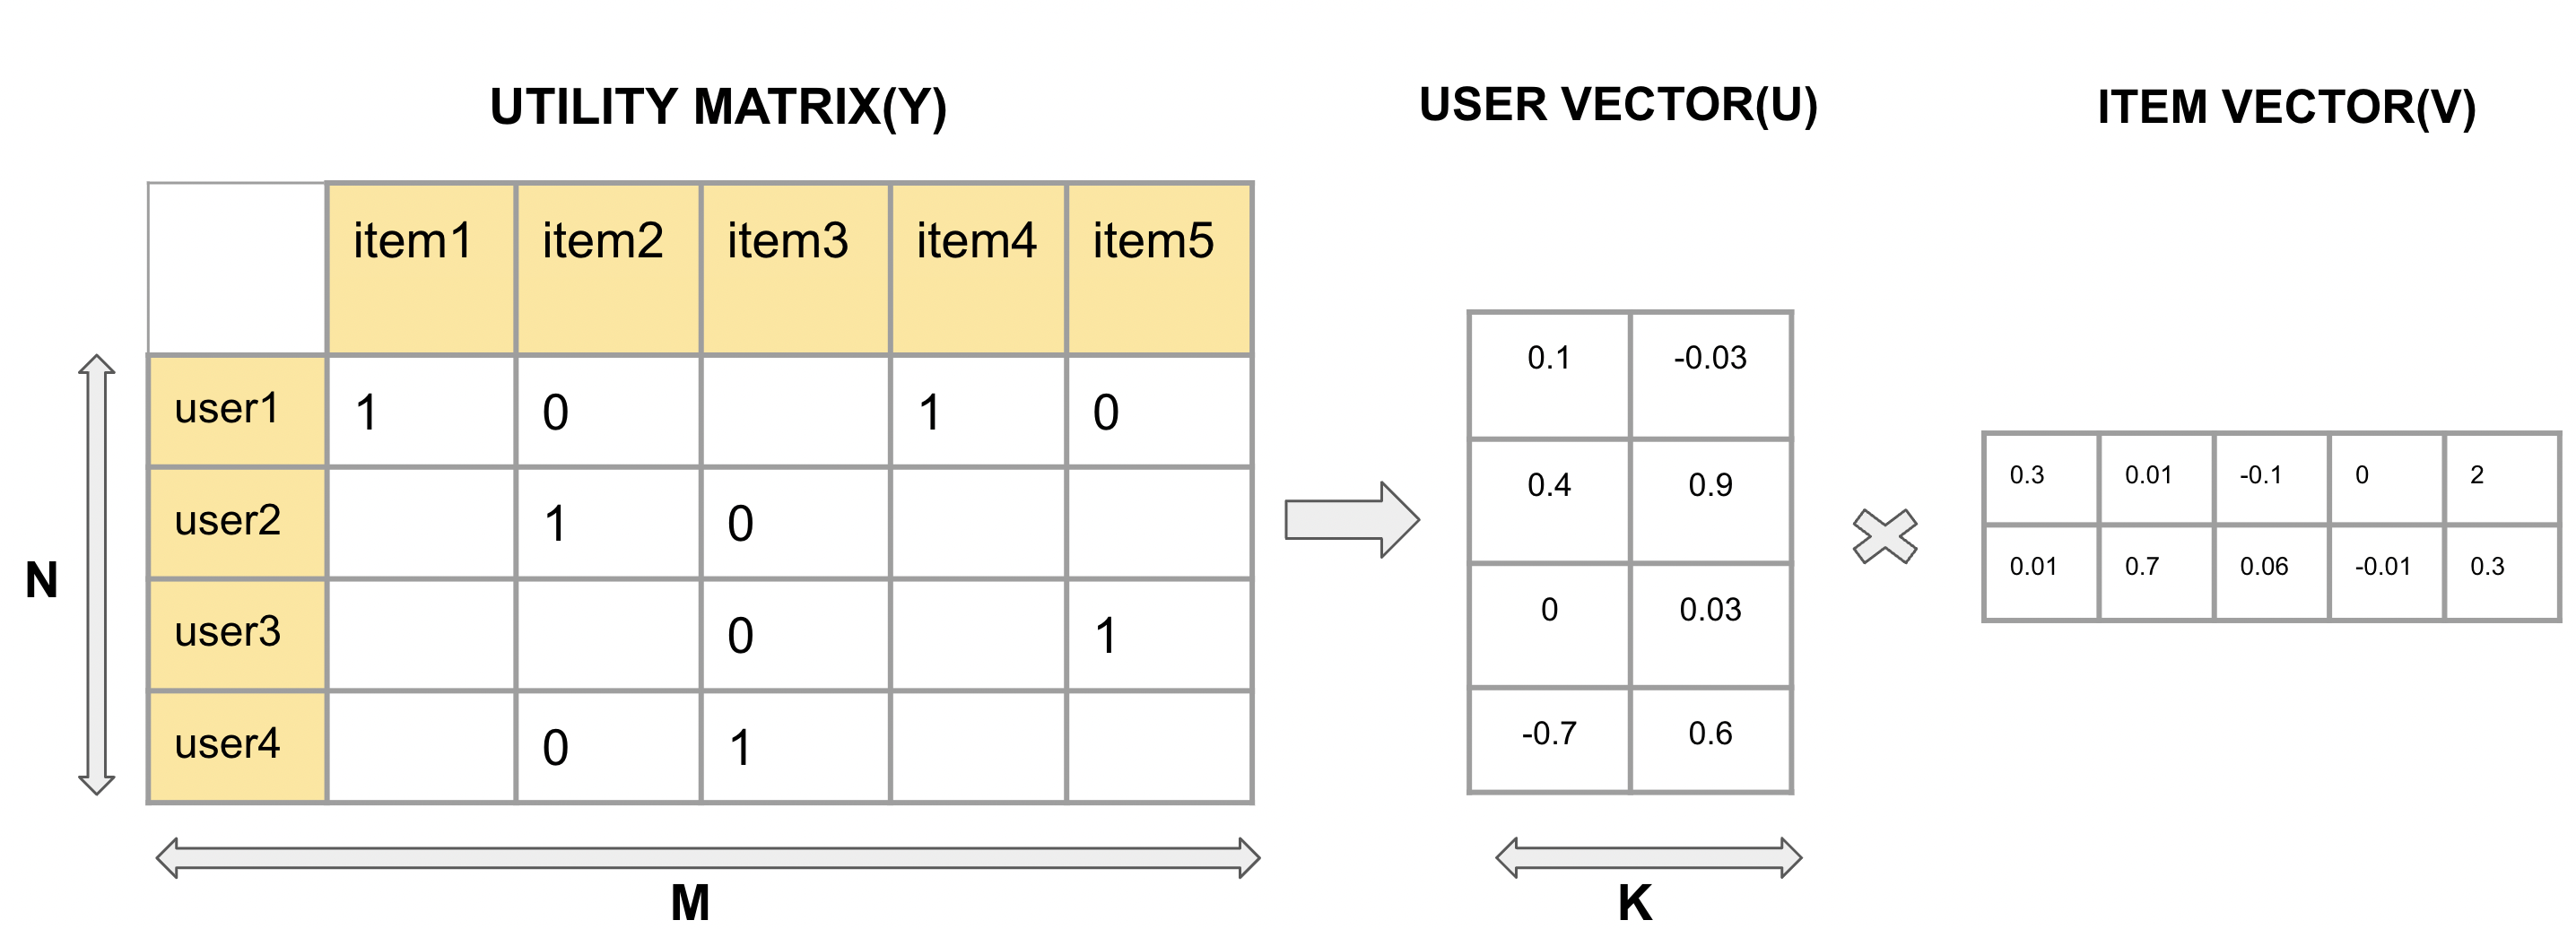 UTILITY MATRIX(Y)
item1 item2 item3 item4 item5
user1 1 0 1 0
user2 1 0
user3 0 1
user4 0 1
N
M
USER VECTOR(U)
0.1 -0.03
0.4 0.9
0 0.03
-0.7 0.6
K
ITEM VECTOR(V)
0.3 0.01 -0.1 0 2
0.01 0.7 0.06 -0.01 0.3